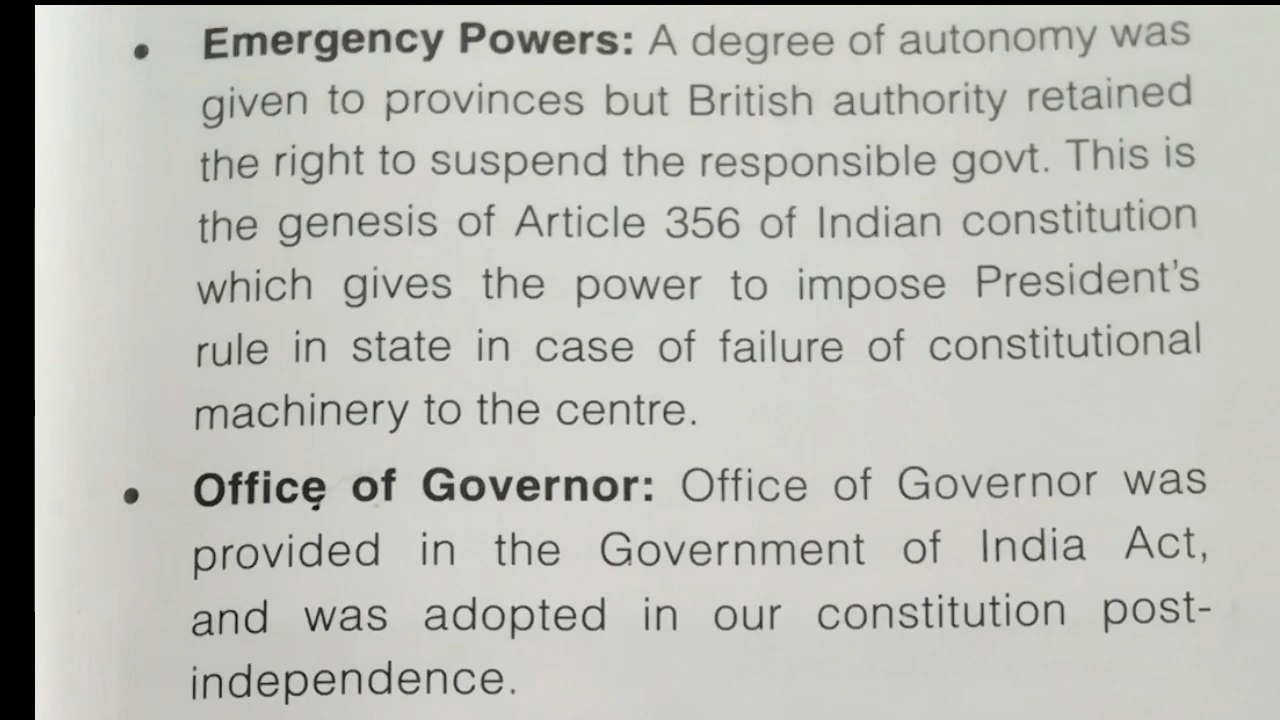 • Emergency Powers: A degree of autonomy was
given to provinces but British authority retained
the right to suspend the responsible govt. This is
the genesis of Article 356 of Indian constitution
which gives the power to impose President's
rule in state in case of failure of constitutional
machinery to the centre.
• Office of Governor: Office of Governor was
provided in the Government of India Act,
and was adopted in our constitution post-
independence.